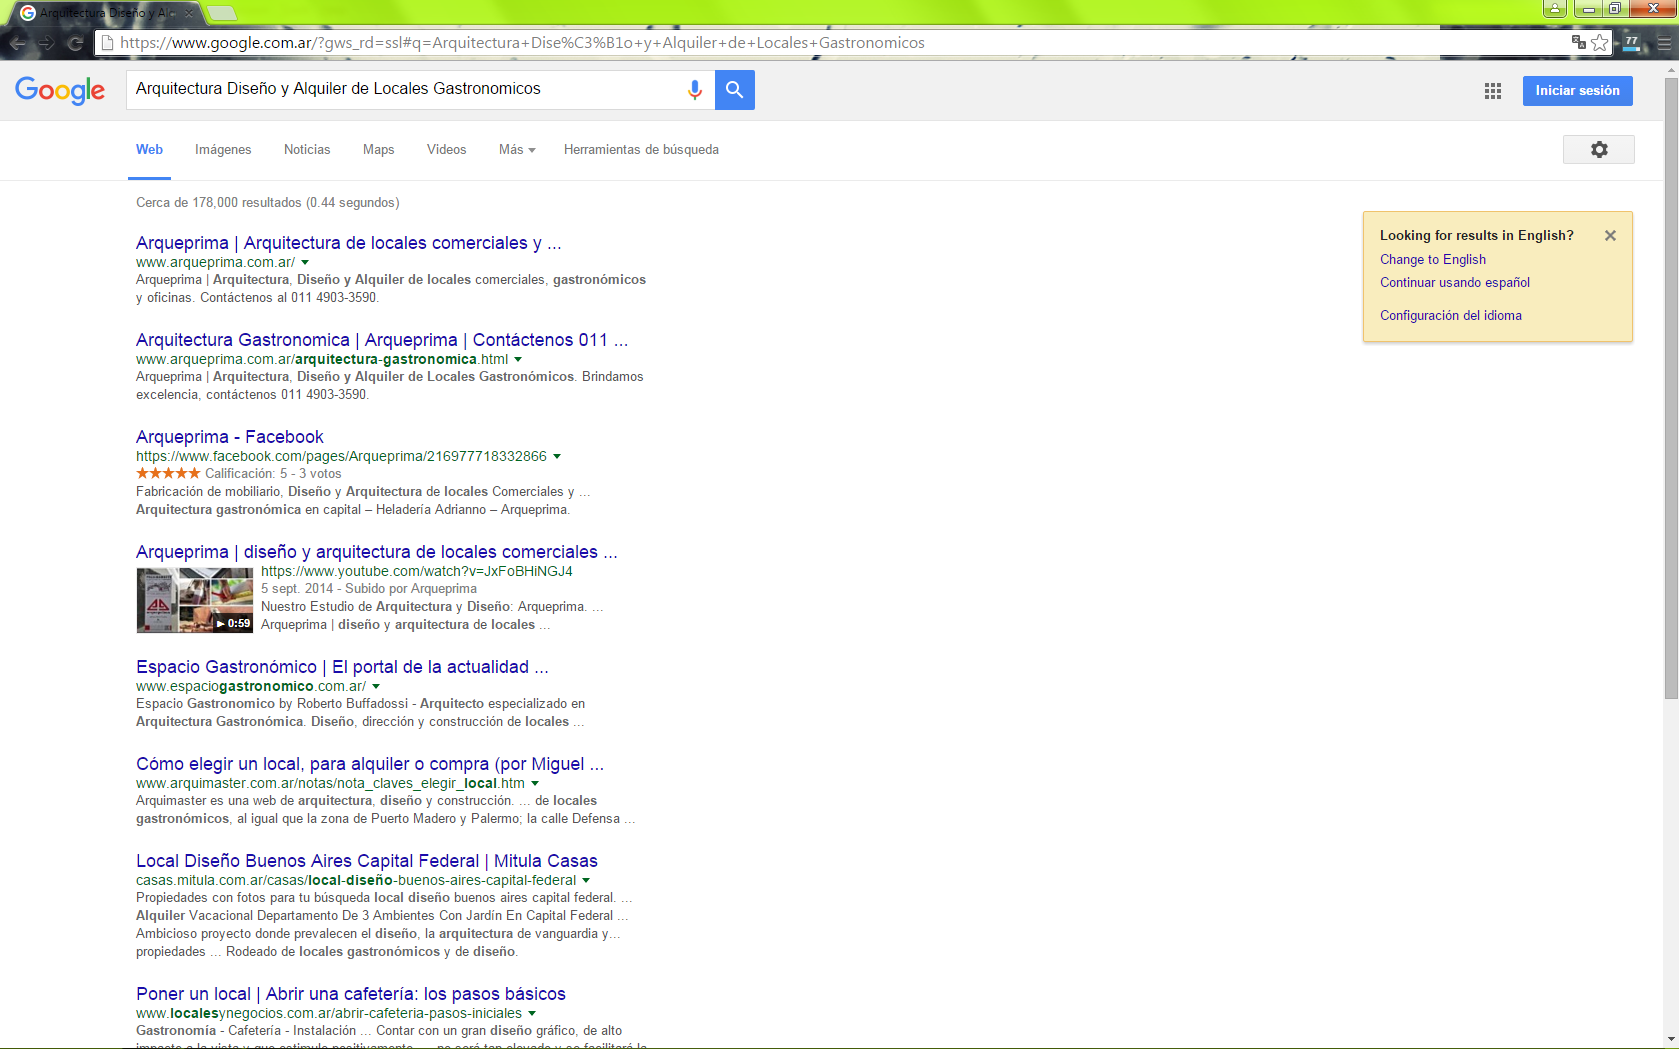 Arquitectura Diseño y Al
https://www.google.com.ar/?gws_rd=ssl#q=Arquitectura+Dise%C3%B1o+y+Alquiler+de+Locales+Gastronomicos
77
Google
Arquitectura Diseño y Alquiler de Locales Gastronomicos
Iniciar sesión
Web Imágenes Noticias Maps Videos Más Herramientas de búsqueda
Cerca de 178,000 resultados (0.44 segundos)
Looking for results in English?
Change to English
Continuar usando español
Configuración del idioma
Arqueprima | Arquitectura de locales comerciales y ...
www.arqueprima.com.ar/
Arqueprima | Arquitectura, Diseño y Alquiler de locales comerciales, gastronómicos
y oficinas. Contáctenos al 011 4903-3590.
Arquitectura Gastronomica | Arqueprima | Contáctenos 011 ...
www.arqueprima.com.ar/arquitectura-gastronomica.html
Arqueprima | Arquitectura, Diseño y Alquiler de Locales Gastronómicos. Brindamos
excelencia, contáctenos 011 4903-3590.
Arqueprima - Facebook
https://www.facebook.com/pages/Arqueprima/216977718332866
Calificación: 5 - 3 votos
Fabricación de mobiliario, Diseño y Arquitectura de locales Comerciales y ...
Arquitectura gastronómica en capital – Heladería Adrianno – Arqueprima.
Arqueprima | diseño y arquitectura de locales comerciales ...
https://www.youtube.com/watch?v=JxFoBHiNGJ4
5 sept. 2014 - Subido por Arqueprima
Nuestro Estudio de Arquitectura y Diseño: Arqueprima. ...
Arqueprima | diseño y arquitectura de locales ...
0:59
Espacio Gastronómico | El portal de la actualidad ...
www.espaciogastronomico.com.ar/
Espacio Gastronomico by Roberto Buffadossi - Arquitecto especializado en
Arquitectura Gastronómica. Diseño, dirección y construcción de locales ...
Cómo elegir un local, para alquiler o compra (por Miguel ...
www.arquimaster.com.ar/notas/nota_claves_elegir_local.htm
Arquimaster es una web de arquitectura, diseño y construcción. ... de locales
gastronómicos, al igual que la zona de Puerto Madero y Palermo; la calle Defensa ...
Local Diseño Buenos Aires Capital Federal | Mitula Casas
casas.mitula.com.ar/casas/local-diseño-buenos-aires-capital-federal
Propiedades con fotos para tu búsqueda local diseño buenos aires capital federal. ...
Alquiler Vacacional Departamento De 3 Ambientes Con Jardín En Capital Federal ...
Ambicioso proyecto donde prevalecen el diseño, la arquitectura de vanguardia y...
propiedades ... Rodeado de locales gastronómicos y de diseño.
Poner un local | Abrir una cafetería: los pasos básicos
www.localesynegocios.com.ar/abrir-cafeteria-pasos-iniciales
Gastronomía - Cafetería - Instalación ... Contar con un gran diseño gráfico, de alto